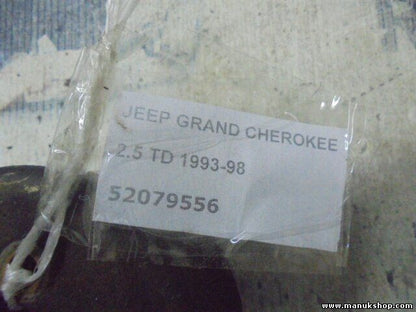 JEEP GRAND CHEROKEE
2.5 TD 1993-98
52079556
www.manukshop.com